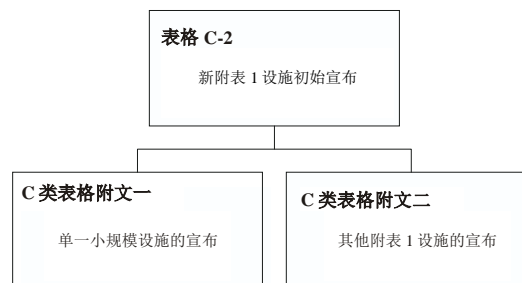 表格 C-2
新附表 1 设施初始宣布
C 类表格附文一
单一小规模设施的宣布
C 类表格附文二
其他附表 1 设施的宣布